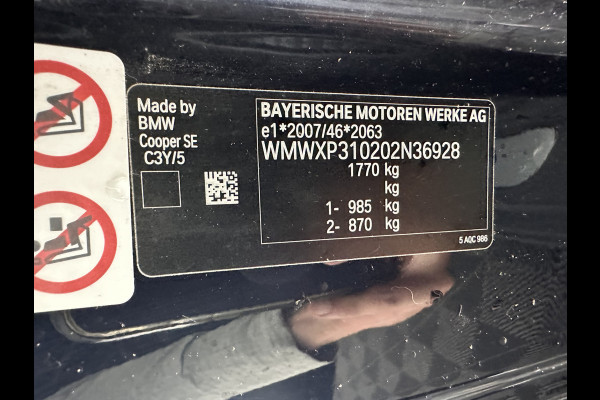 Made by
BMW
Cooper SE
C3Y/5
BAYERISCHE MOTOREN WERKE AG
e1*2007/46*2063
WMWXP310202N36928
1770 kg
kg
1- 985 kg
2- 870 kg
5 AQC 986